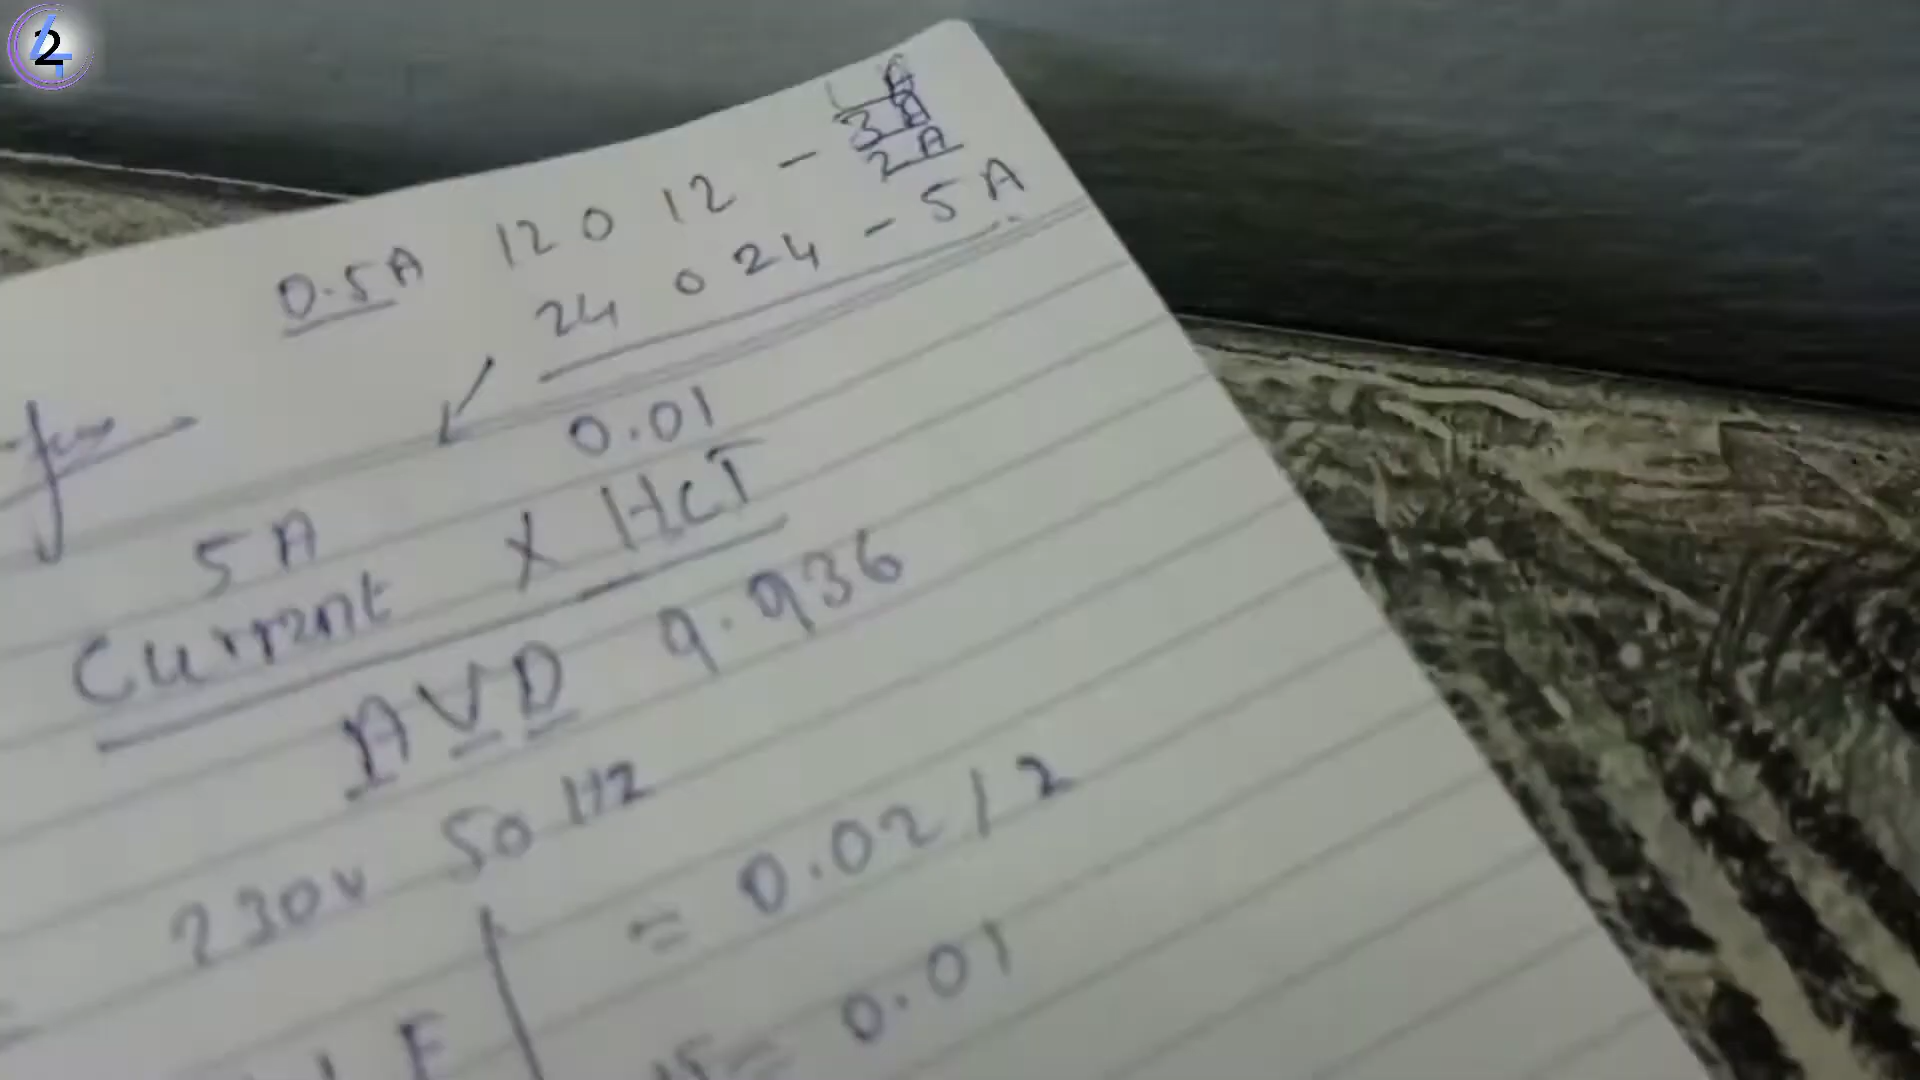 24
0.5A 12 0 12 -
2A
24 0 24 - 5A
0.01
5A
Current X HCT
AVD 9.936
230v 50 Hz
= 0.02 / 2
= 0.01
F